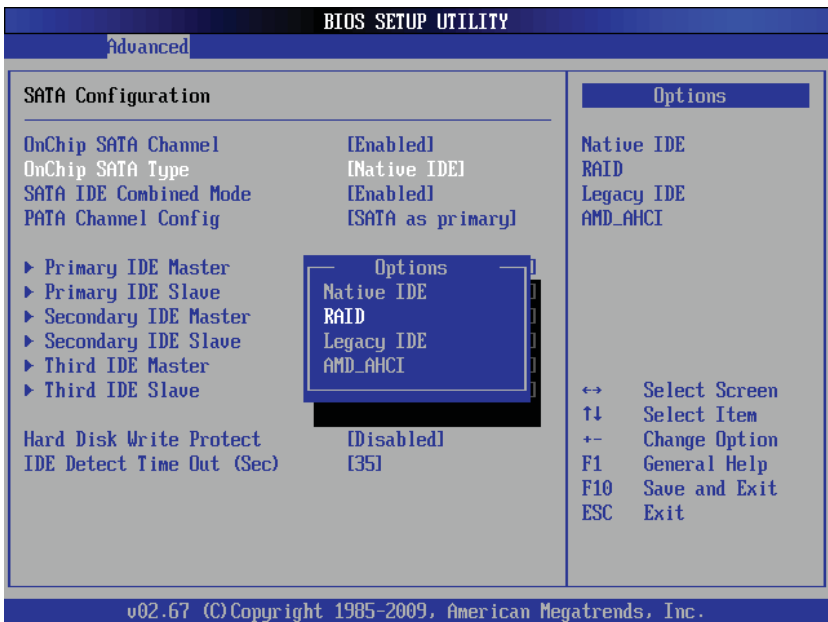 BIOS SETUP UTILITY
Advanced
SATA Configuration
OnChip SATA Channel [Enabled]
OnChip SATA Type [Native IDE]
SATA IDE Combined Mode [Enabled]
PATA Channel Config [SATA as primary]
▶ Primary IDE Master
▶ Primary IDE Slave
▶ Secondary IDE Master
▶ Secondary IDE Slave
▶ Third IDE Master
▶ Third IDE Slave
Options
Native IDE
RAID
Legacy IDE
AMD_AHCI
Hard Disk Write Protect [Disabled]
IDE Detect Time Out (Sec) [35]
Options
Native IDE
RAID
Legacy IDE
AMD_AHCI
←→ Select Screen
↑↓ Select Item
+- Change Option
F1 General Help
F10 Save and Exit
ESC Exit
v02.67 (C)Copyright 1985-2009, American Megatrends, Inc.